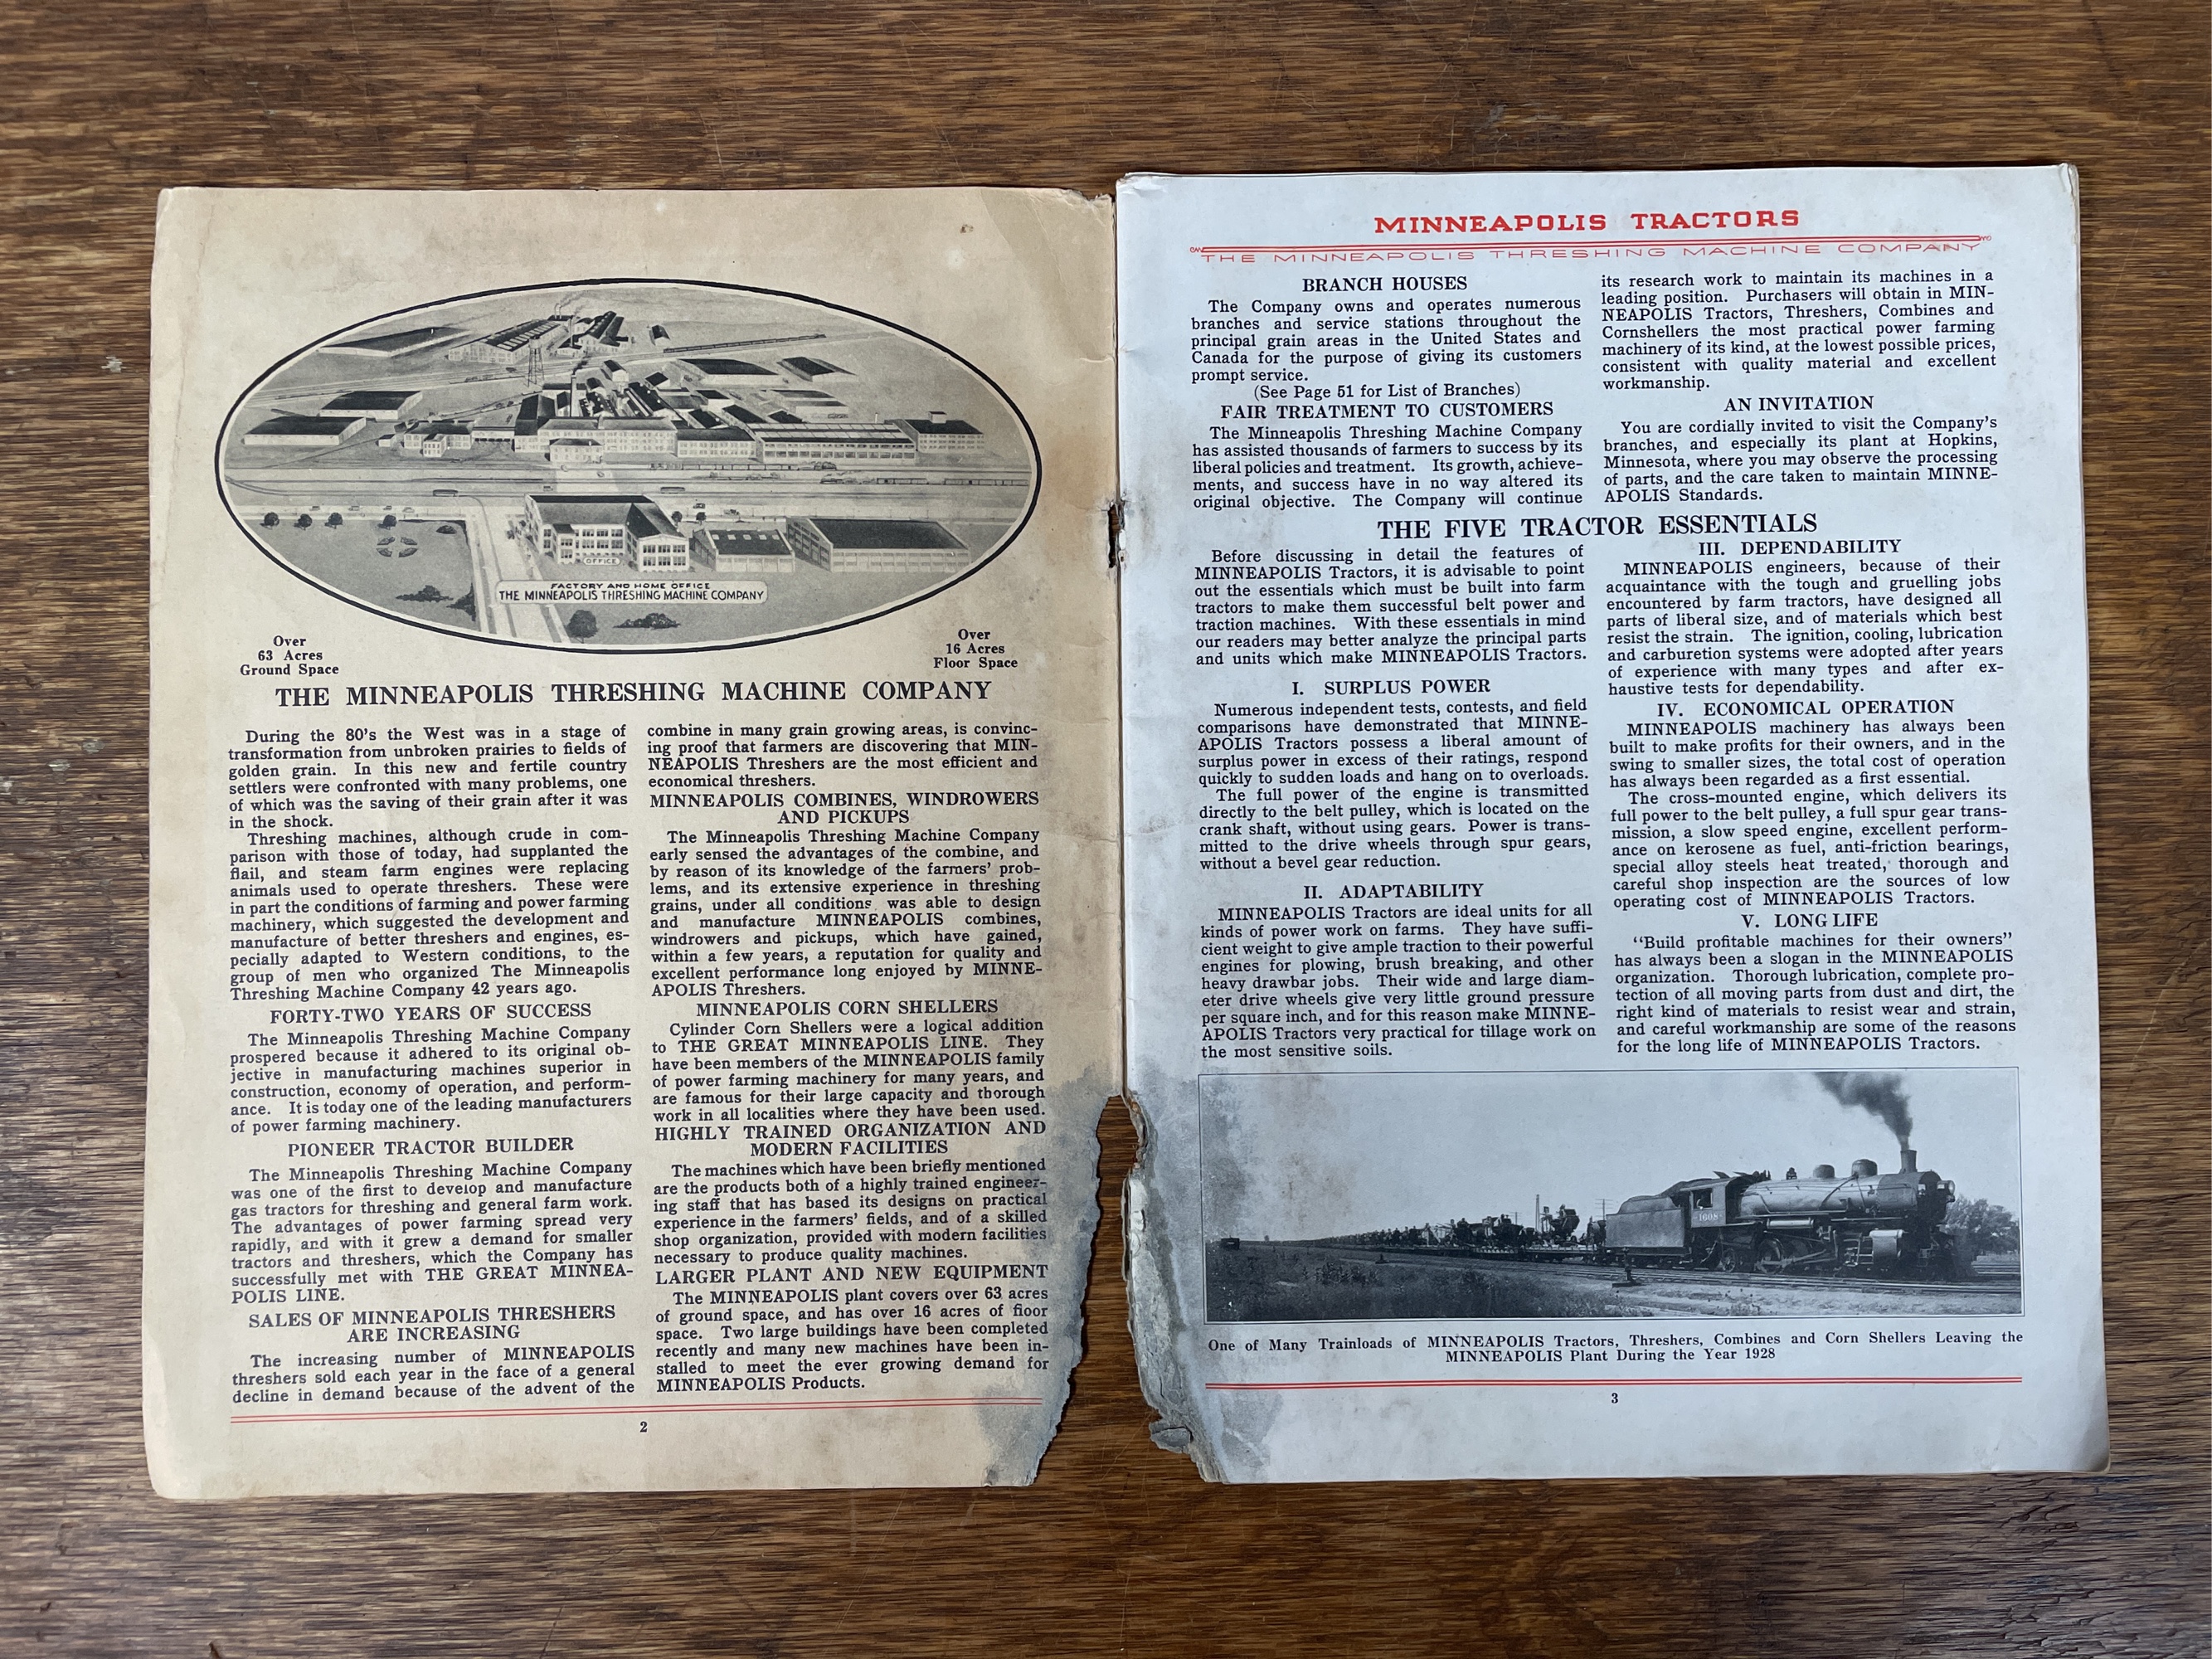 OFFICE
FACTORY AND HOME OFFICE
THE MINNEAPOLIS THRESHING MACHINE COMPANY
Over
63 Acres
Ground Space
Over
16 Acres
Floor Space
THE MINNEAPOLIS THRESHING MACHINE COMPANY
During the 80's the West was in a stage of
transformation from unbroken prairies to fields of
golden grain. In this new and fertile country
settlers were confronted with many problems, one
of which was the saving of their grain after it was
in the shock.
Threshing machines, although crude in com-
parison with those of today, had supplanted the
flail, and steam farm engines were replacing
animals used to operate threshers. These were
in part the conditions of farming and power farming
machinery, which suggested the development and
manufacture of better threshers and engines, es-
pecially adapted to Western conditions, to the
group of men who organized The Minneapolis
Threshing Machine Company 42 years ago.
FORTY-TWO YEARS OF SUCCESS
The Minneapolis Threshing Machine Company
prospered because it adhered to its original ob-
jective in manufacturing machines superior in
construction, economy of operation, and perform-
ance. It is today one of the leading manufacturers
of power farming machinery.
PIONEER TRACTOR BUILDER
The Minneapolis Threshing Machine Company
was one of the first to develop and manufacture
gas tractors for threshing and general farm work.
The advantages of power farming spread very
rapidly, and with it grew a demand for smaller
tractors and threshers, which the Company has
successfully met with THE GREAT MINNEA-
POLIS LINE.
SALES OF MINNEAPOLIS THRESHERS
ARE INCREASING
The increasing number of MINNEAPOLIS
threshers sold each year in the face of a general
decline in demand because of the advent of the
combine in many grain growing areas, is convinc-
ing proof that farmers are discovering that MIN-
NEAPOLIS Threshers are the most efficient and
economical threshers.
MINNEAPOLIS COMBINES, WINDROWERS
AND PICKUPS
The Minneapolis Threshing Machine Company
early sensed the advantages of the combine, and
by reason of its knowledge of the farmers' prob-
lems, and its extensive experience in threshing
grains, under all conditions was able to design
and manufacture MINNEAPOLIS combines,
windrowers and pickups, which have gained,
within a few years, a reputation for quality and
excellent performance long enjoyed by MINNE-
APOLIS Threshers.
MINNEAPOLIS CORN SHELLERS
Cylinder Corn Shellers were a logical addition
to THE GREAT MINNEAPOLIS LINE. They
have been members of the MINNEAPOLIS family
of power farming machinery for many years, and
are famous for their large capacity and thorough
work in all localities where they have been used.
HIGHLY TRAINED ORGANIZATION AND
MODERN FACILITIES
The machines which have been briefly mentioned
are the products both of a highly trained engineer-
ing staff that has based its designs on practical
experience in the farmers' fields, and of a skilled
shop organization, provided with modern facilities
necessary to produce quality machines.
LARGER PLANT AND NEW EQUIPMENT
The MINNEAPOLIS plant covers over 63 acres
of ground space, and has over 16 acres of floor
space. Two large buildings have been completed
recently and many new machines have been in-
stalled to meet the ever growing demand for
MINNEAPOLIS Products.
2
MINNEAPOLIS TRACTORS
THE MINNEAPOLIS THRESHING MACHINE COMPANY
BRANCH HOUSES
The Company owns and operates numerous
branches and service stations throughout the
principal grain areas in the United States and
Canada for the purpose of giving its customers
prompt service.
(See Page 51 for List of Branches)
FAIR TREATMENT TO CUSTOMERS
The Minneapolis Threshing Machine Company
has assisted thousands of farmers to success by its
liberal policies and treatment. Its growth, achieve-
ments, and success have in no way altered its
original objective. The Company will continue
its research work to maintain its machines in a
leading position. Purchasers will obtain in MIN-
NEAPOLIS Tractors, Threshers, Combines and
Cornshellers the most practical power farming
machinery of its kind, at the lowest possible prices,
consistent with quality material and excellent
workmanship.
AN INVITATION
You are cordially invited to visit the Company's
branches, and especially its plant at Hopkins,
Minnesota, where you may observe the processing
of parts, and the care taken to maintain MINNE-
APOLIS Standards.
THE FIVE TRACTOR ESSENTIALS
Before discussing in detail the features of
MINNEAPOLIS Tractors, it is advisable to point
out the essentials which must be built into farm
tractors to make them successful belt power and
traction machines. With these essentials in mind
our readers may better analyze the principal parts
and units which make MINNEAPOLIS Tractors.
I. SURPLUS POWER
Numerous independent tests, contests, and field
comparisons have demonstrated that MINNE-
APOLIS Tractors possess a liberal amount of
surplus power in excess of their ratings, respond
quickly to sudden loads and hang on to overloads.
The full power of the engine is transmitted
directly to the belt pulley, which is located on the
crank shaft, without using gears. Power is trans-
mitted to the drive wheels through spur gears,
without a bevel gear reduction.
II. ADAPTABILITY
MINNEAPOLIS Tractors are ideal units for all
kinds of power work on farms. They have suffi-
cient weight to give ample traction to their powerful
engines for plowing, brush breaking, and other
heavy drawbar jobs. Their wide and large diam-
eter drive wheels give very little ground pressure
per square inch, and for this reason make MINNE-
APOLIS Tractors very practical for tillage work on
the most sensitive soils.
III. DEPENDABILITY
MINNEAPOLIS engineers, because of their
acquaintance with the tough and gruelling jobs
encountered by farm tractors, have designed all
parts of liberal size, and of materials which best
resist the strain. The ignition, cooling, lubrication
and carburetion systems were adopted after years
of experience with many types and after ex-
haustive tests for dependability.
IV. ECONOMICAL OPERATION
MINNEAPOLIS machinery has always been
built to make profits for their owners, and in the
swing to smaller sizes, the total cost of operation
has always been regarded as a first essential.
The cross-mounted engine, which delivers its
full power to the belt pulley, a full spur gear trans-
mission, a slow speed engine, excellent perform-
ance on kerosene as fuel, anti-friction bearings,
special alloy steels heat treated, thorough and
careful shop inspection are the sources of low
operating cost of MINNEAPOLIS Tractors.
V. LONG LIFE
"Build profitable machines for their owners"
has always been a slogan in the MINNEAPOLIS
organization. Thorough lubrication, complete pro-
tection of all moving parts from dust and dirt, the
right kind of materials to resist wear and strain,
and careful workmanship are some of the reasons
for the long life of MINNEAPOLIS Tractors.
1608
One of Many Trainloads of MINNEAPOLIS Tractors, Threshers, Combines and Corn Shellers Leaving the
MINNEAPOLIS Plant During the Year 1928
3